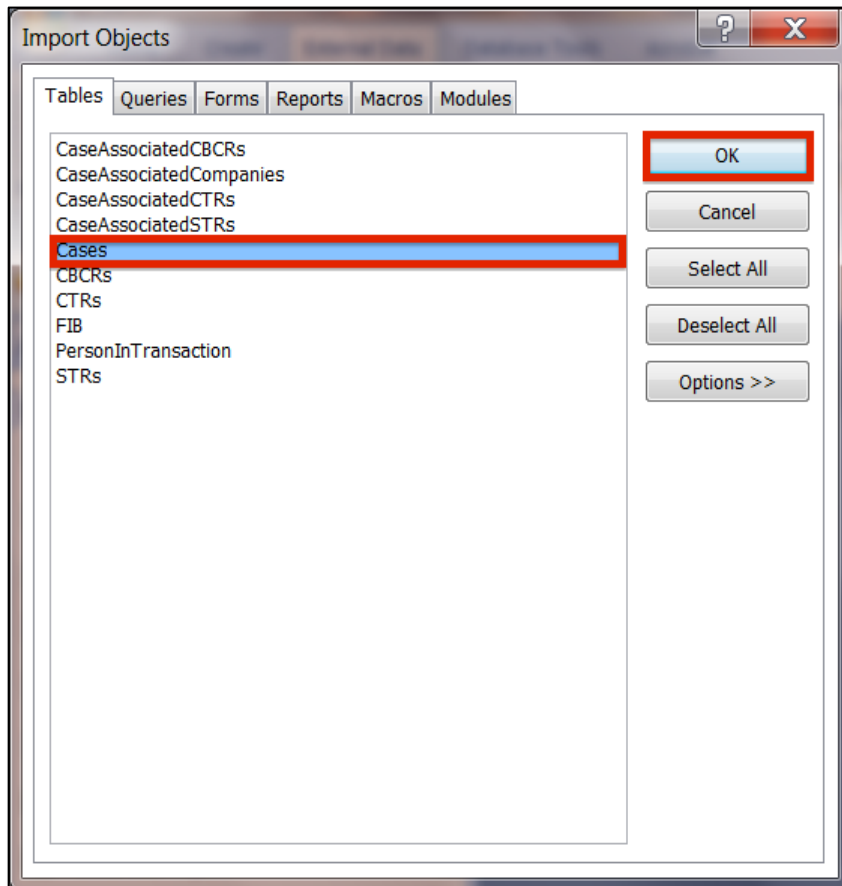 Import Objects
Tables Queries Forms Reports Macros Modules
CaseAssociatedCBCRs
CaseAssociatedCompanies
CaseAssociatedCTRs
CaseAssociatedSTRs
Cases
CBCRs
CTRs
FIB
PersonInTransaction
STRs
OK
Cancel
Select All
Deselect All
Options >>